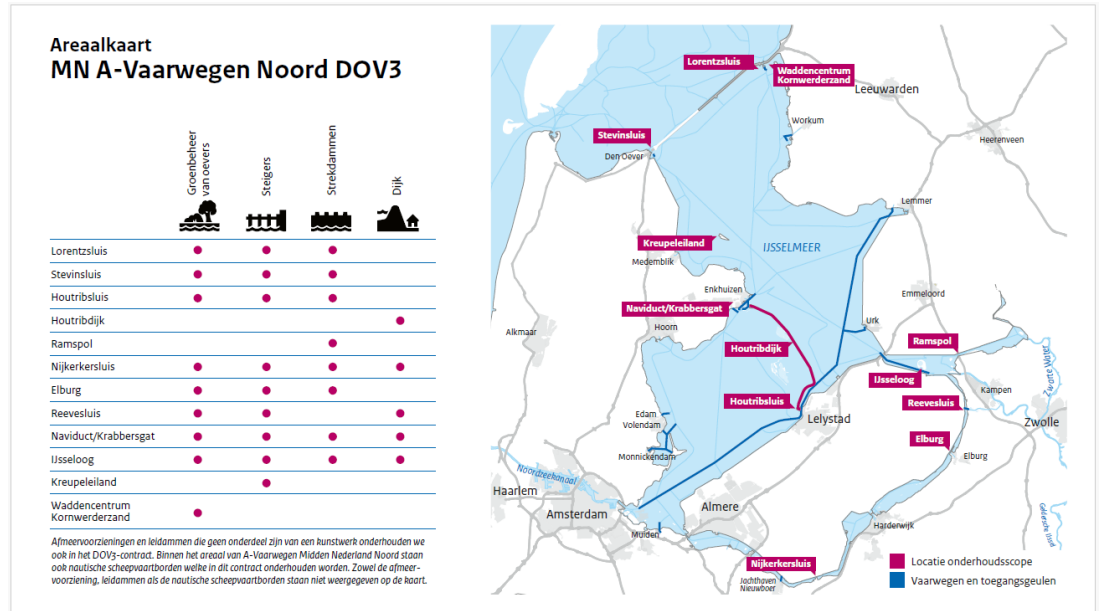 Areaalkaart
MN A-Vaarwegen Noord DOV3
Groenbeheer
van oevers
Steigers
Strekdammen
Dijk
Lorentzsluis
Stevinsluis
Houtribsluis
Houtribdijk
Ramspol
Nijkerkersluis
Elburg
Reevesluis
Naviduct/Krabbersgat
IJsseloog
Kreupeleiland
Waddencentrum
Kornwerderzand
Afmeervoorzieningen en leidammen die geen onderdeel zijn van een kunstwerk onderhouden we
ook in het DOV3-contract. Binnen het areaal van A-Vaarwegen Midden Nederland Noord staan
ook nautische scheepvaartborden welke in dit contract onderhouden worden. Zowel de afmeer-
voorziening, leidammen als de nautische scheepvaartborden staan niet weergegeven op de kaart.
Lorentzsluis
Waddencentrum
Kornwerderzand
Leeuwarden
Workum
Stevinsluis
Den Oever
Heerenveen
Lemmer
Kreupeleiland
Medemblik
IJSSELMEER
Enkhuizen
Emmeloord
Naviduct/Krabbersgat
Hoorn
Urk
Alkmaar
Houtribdijk
Ramspol
Zwarte Water
IJsseloog
Kampen
Houtribsluis
Reevesluis
Edam
Volendam
Lelystad
Zwolle
Elburg
Elburg
Monnickendam
Noordzeekanaal
Haarlem
Amsterdam
Almere
Muiden
Harderwijk
Geldersche IJssel
Nijkerkersluis
Jachthaven
Nieuwboer
Locatie onderhoudsscope
Vaarwegen en toegangsgeulen